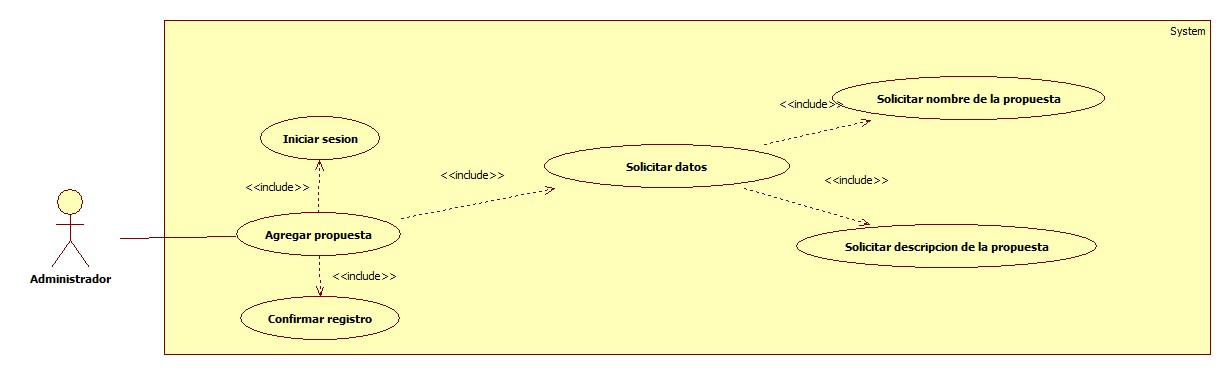 System
Solicitar nombre de la propuesta
<<include>>
Iniciar sesion
Solicitar datos
<<include>>
<<include>>
<<include>>
Agregar propuesta
Solicitar descripcion de la propuesta
Administrador
<<include>>
Confirmar registro